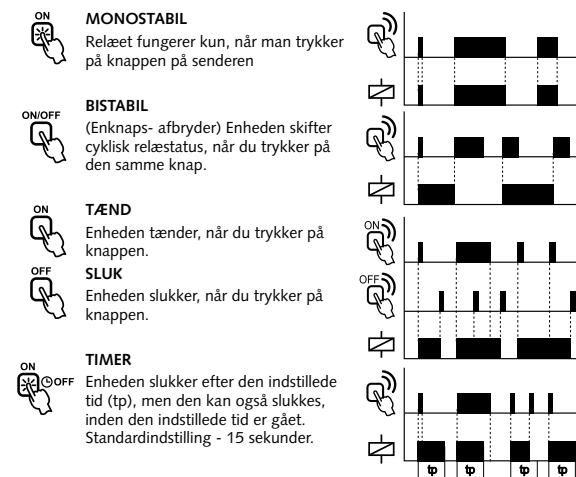 ON
MONOSTABIL
Relæet fungerer kun, når man trykker
på knappen på senderen
ON/OFF
BISTABIL
(Enknaps- afbryder) Enheden skifter
cyklisk relæstatus, når du trykker på
den samme knap.
ON
TÆND
Enheden tænder, når du trykker på
knappen.
OFF
SLUK
Enheden slukker, når du trykker på
knappen.
ON
OFF
ON
OFF
TIMER
Enheden slukker efter den indstillede
tid (tp), men den kan også slukkes,
inden den indstillede tid er gået.
Standardindstilling - 15 sekunder.
tp tp tp tp